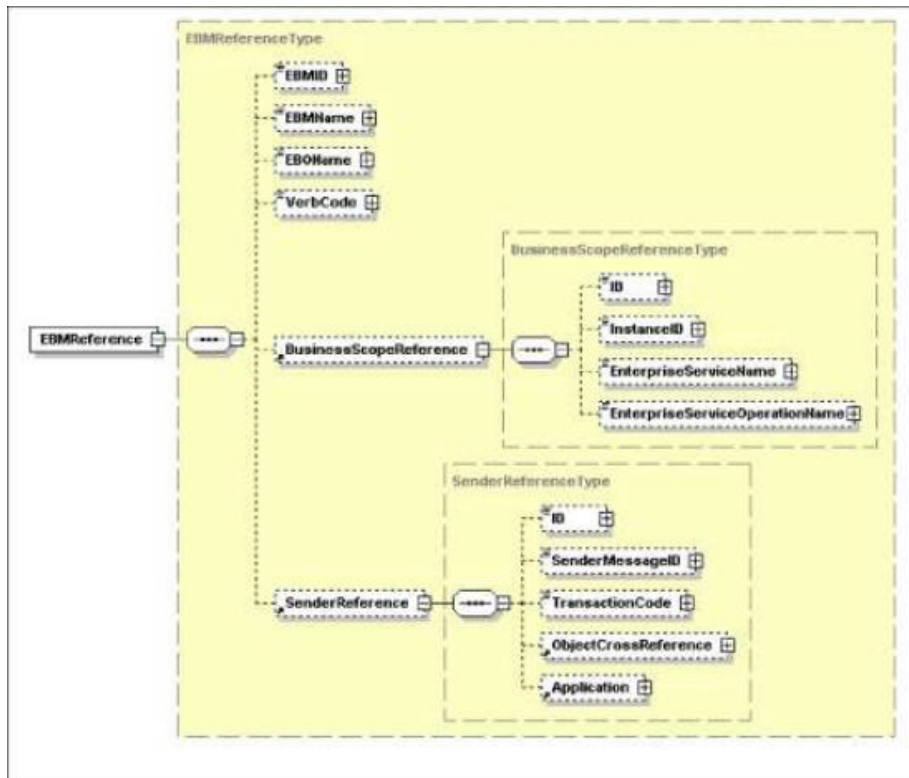 EBMReferenceType
EBMID
EBMName
EBOName
VerbCode
BusinessScopeReferenceType
ID
InstanceID
EnterpriseServiceName
EnterpriseServiceOperationName
EBMReference
BusinessScopeReference
SenderReferenceType
ID
SenderMessageID
TransactionCode
SenderReference
ObjectCrossReference
Application